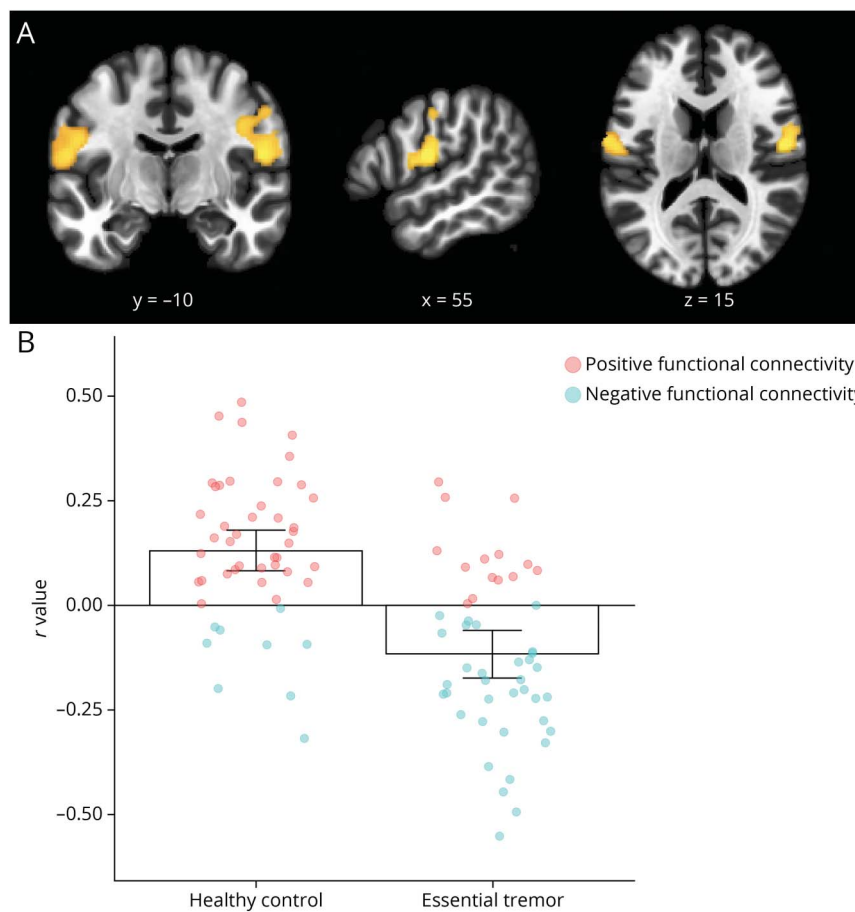 A
y = –10
x = 55
z = 15
B
Positive functional connectivity
Negative functional connectivity
0.50
0.25
0.00
–0.25
–0.50
r value
Healthy control
Essential tremor